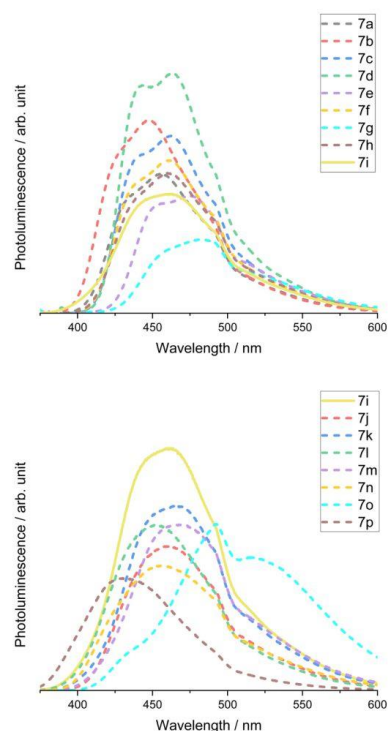 7a
7b
7c
7d
7e
7f
7g
7h
7i
Photoluminescence / arb. unit
400 450 500 550 600
Wavelength / nm
7i
7j
7k
7l
7m
7n
7o
7p
Photoluminescence / arb. unit
400 450 500 550 600
Wavelength / nm